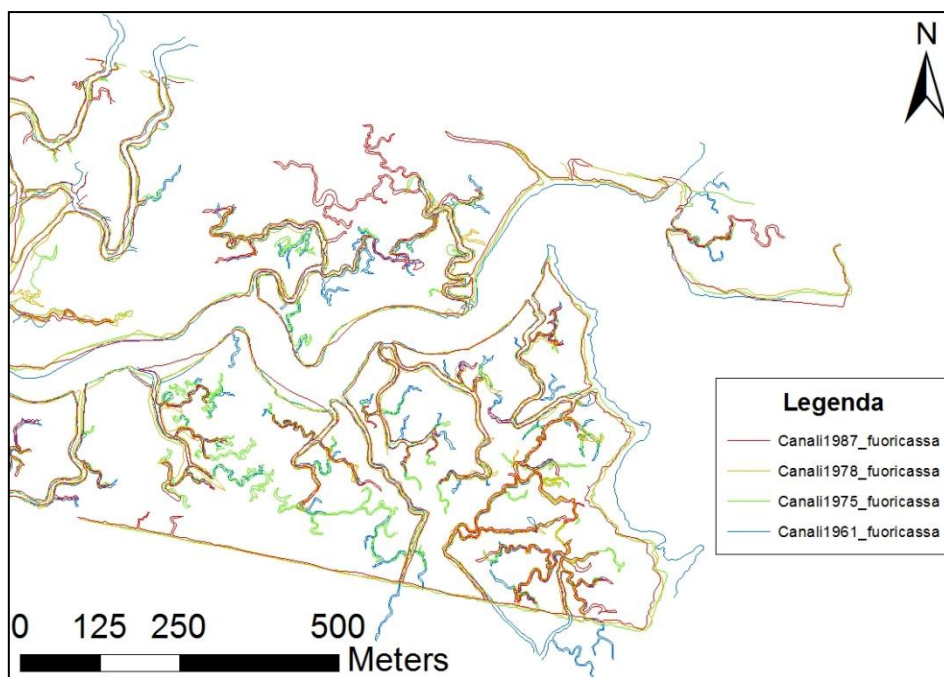 N
Legenda
Canali1987_fuoricassa
Canali1978_fuoricassa
Canali1975_fuoricassa
Canali1961_fuoricassa
0 125 250 500
Meters